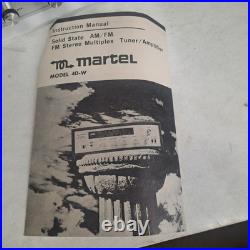 Instruction Manual
Solid State AM/FM
FM Stereo Multiplex Tuner/Amplifier
martel
MODEL 40-W